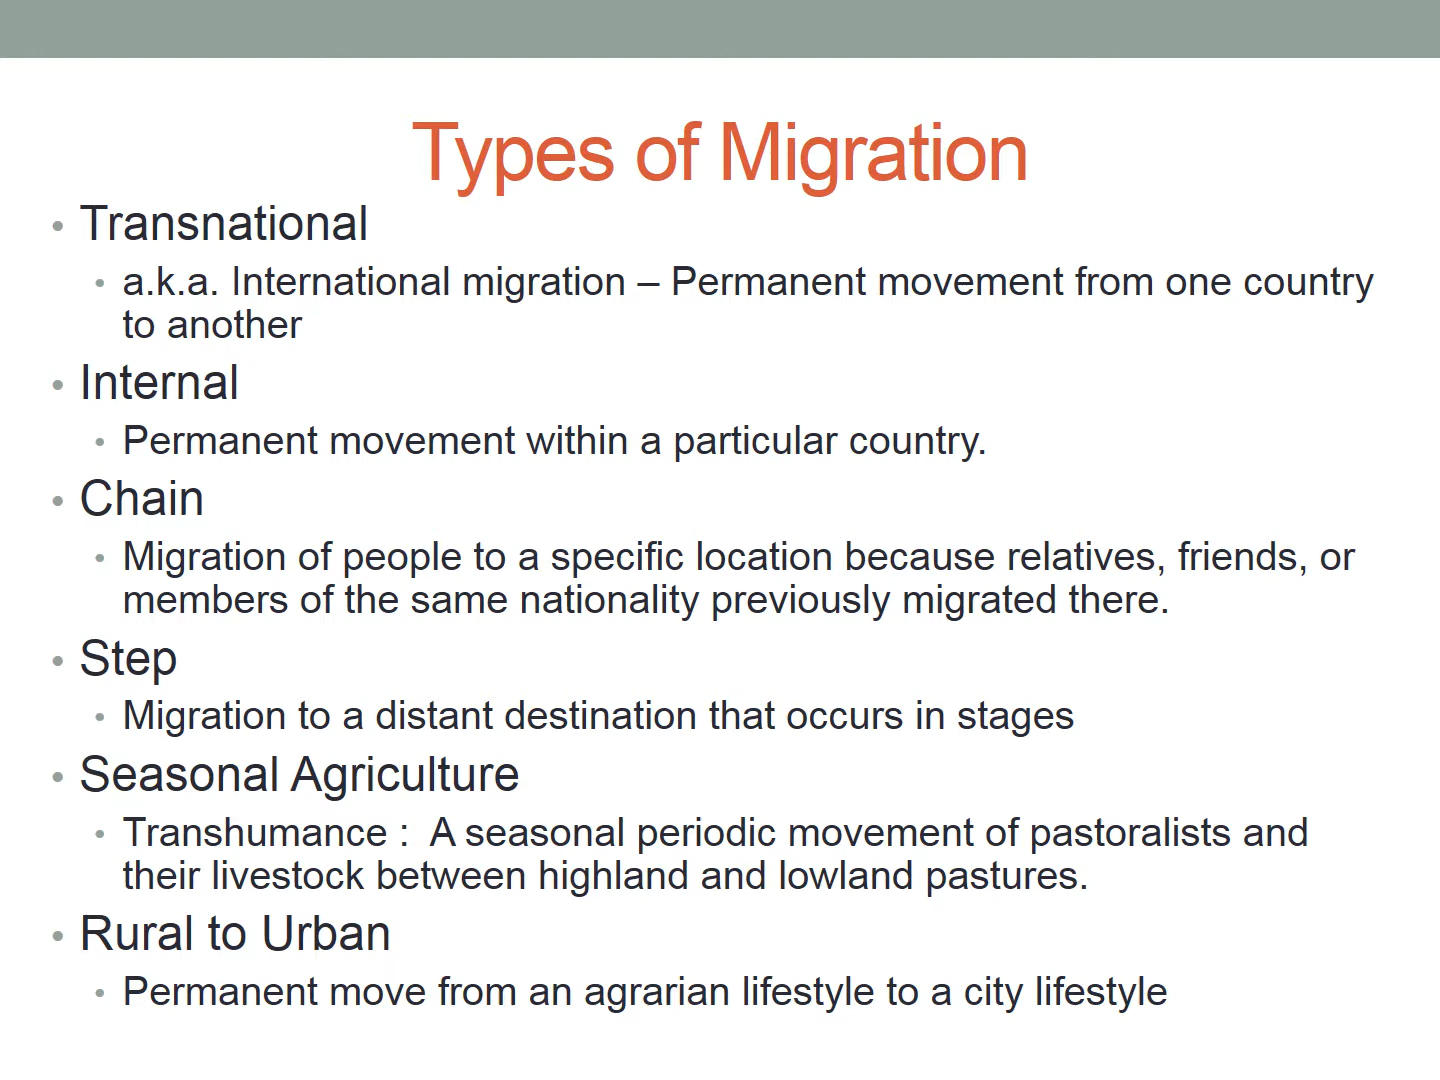 Types of Migration
• Transnational
• a.k.a. International migration – Permanent movement from one country
to another
• Internal
• Permanent movement within a particular country.
• Chain
• Migration of people to a specific location because relatives, friends, or
members of the same nationality previously migrated there.
• Step
• Migration to a distant destination that occurs in stages
• Seasonal Agriculture
• Transhumance :  A seasonal periodic movement of pastoralists and
their livestock between highland and lowland pastures.
• Rural to Urban
• Permanent move from an agrarian lifestyle to a city lifestyle